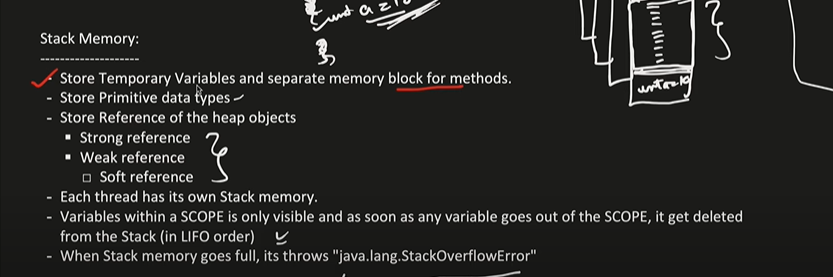 int a = 10
Stack Memory:
--------------------
- Store Temporary Variables and separate memory block for methods.
- Store Primitive data types
- Store Reference of the heap objects
▪ Strong reference
▪ Weak reference
□ Soft reference
- Each thread has its own Stack memory.
- Variables within a SCOPE is only visible and as soon as any variable goes out of the SCOPE, it get deleted
from the Stack (in LIFO order)
- When Stack memory goes full, its throws "java.lang.StackOverflowError"